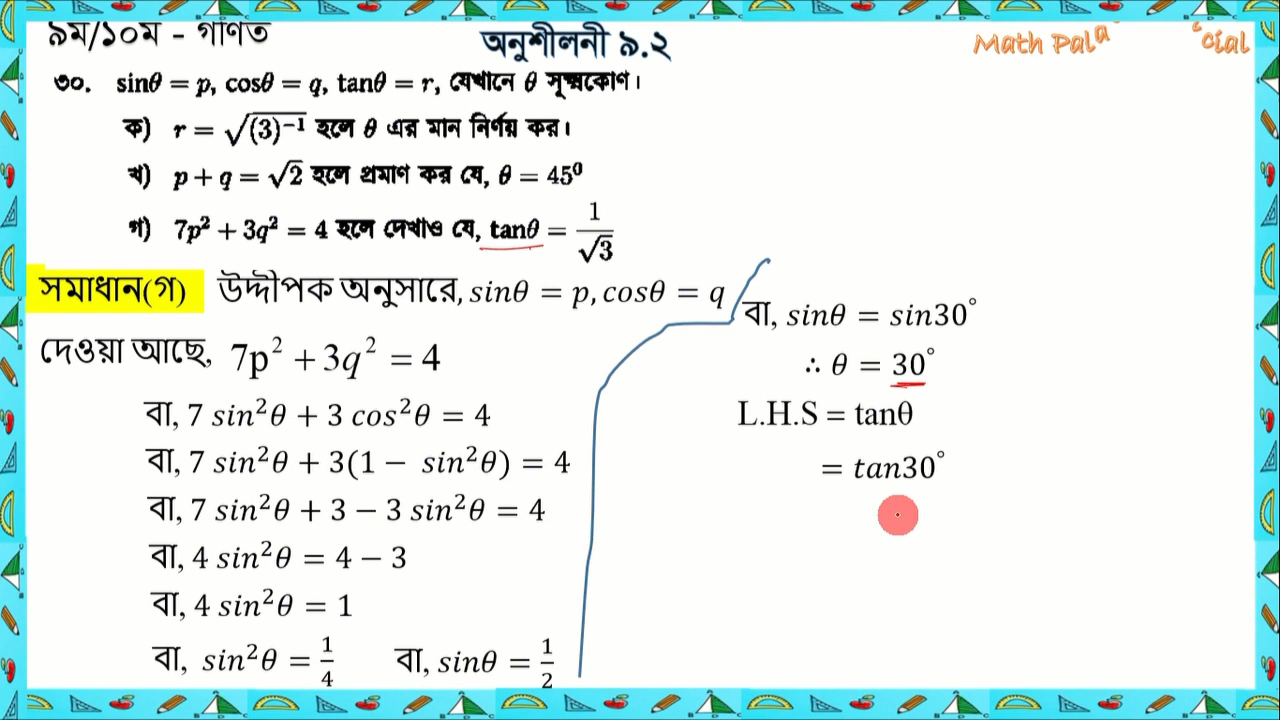 ৯ম/১০ম - গণিত
অনুশীলনী ৯.২
Math Pala
cial
৩০. sinθ = p, cosθ = q, tanθ = r, যেখানে θ সূক্ষ্মকোণ।
ক) r = √(3)⁻¹ হলে θ এর মান নির্ণয় কর।
খ) p + q = √2 হলে প্রমাণ কর যে, θ = 45⁰
গ) 7p² + 3q² = 4 হলে দেখাও যে, tanθ = 1/√3
সমাধান(গ) উদ্দীপক অনুসারে, sinθ = p, cosθ = q
দেওয়া আছে, 7p² + 3q² = 4
বা, 7 sin²θ + 3 cos²θ = 4
বা, 7 sin²θ + 3(1 − sin²θ) = 4
বা, 7 sin²θ + 3 − 3 sin²θ = 4
বা, 4 sin²θ = 4 − 3
বা, 4 sin²θ = 1
বা, sin²θ = 1/4 বা, sinθ = 1/2
বা, sinθ = sin30°
∴ θ = 30°
L.H.S = tanθ
= tan30°